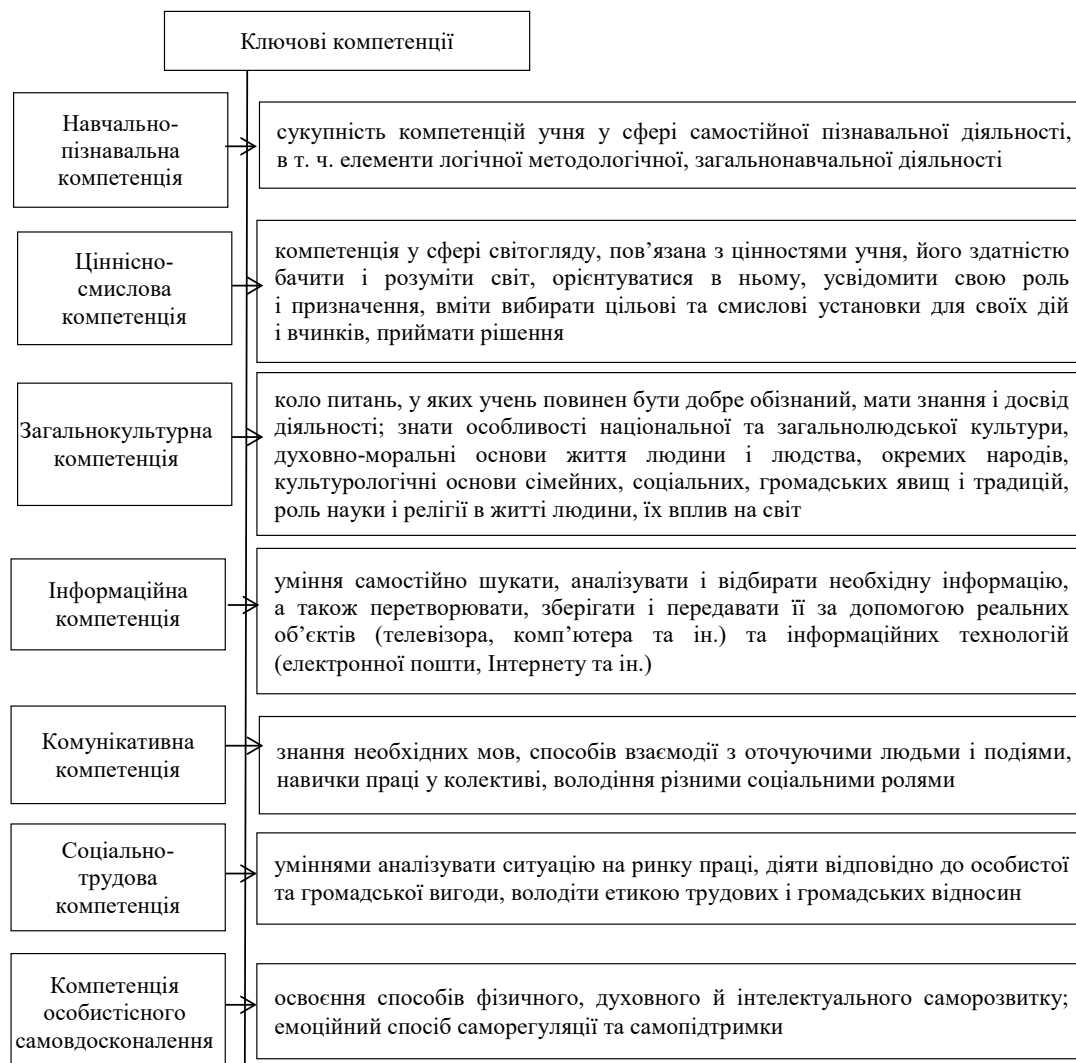 Ключові компетенції
Навчально-
пізнавальна
компетенція
сукупність компетенцій учня у сфері самостійної пізнавальної діяльності,
в т. ч. елементи логічної методологічної, загальнонавчальної діяльності
Ціннісно-
смислова
компетенція
компетенція у сфері світогляду, пов’язана з цінностями учня, його здатністю
бачити і розуміти світ, орієнтуватися в ньому, усвідомити свою роль
і призначення, вміти вибирати цільові та смислові установки для своїх дій
і вчинків, приймати рішення
Загальнокультурна
компетенція
коло питань, у яких учень повинен бути добре обізнаний, мати знання і досвід
діяльності; знати особливості національної та загальнолюдської культури,
духовно-моральні основи життя людини і людства, окремих народів,
культурологічні основи сімейних, соціальних, громадських явищ і традицій,
роль науки і релігії в житті людини, їх вплив на світ
Інформаційна
компетенція
уміння самостійно шукати, аналізувати і відбирати необхідну інформацію,
а також перетворювати, зберігати і передавати її за допомогою реальних
об’єктів (телевізора, комп’ютера та ін.) та інформаційних технологій
(електронної пошти, Інтернету та ін.)
Комунікативна
компетенція
знання необхідних мов, способів взаємодії з оточуючими людьми і подіями,
навички праці у колективі, володіння різними соціальними ролями
Соціально-
трудова
компетенція
уміннями аналізувати ситуацію на ринку праці, діяти відповідно до особистої
та громадської вигоди, володіти етикою трудових і громадських відносин
Компетенція
особистісного
самовдосконалення
освоєння способів фізичного, духовного й інтелектуального саморозвитку;
емоційний спосіб саморегуляції та самопідтримки